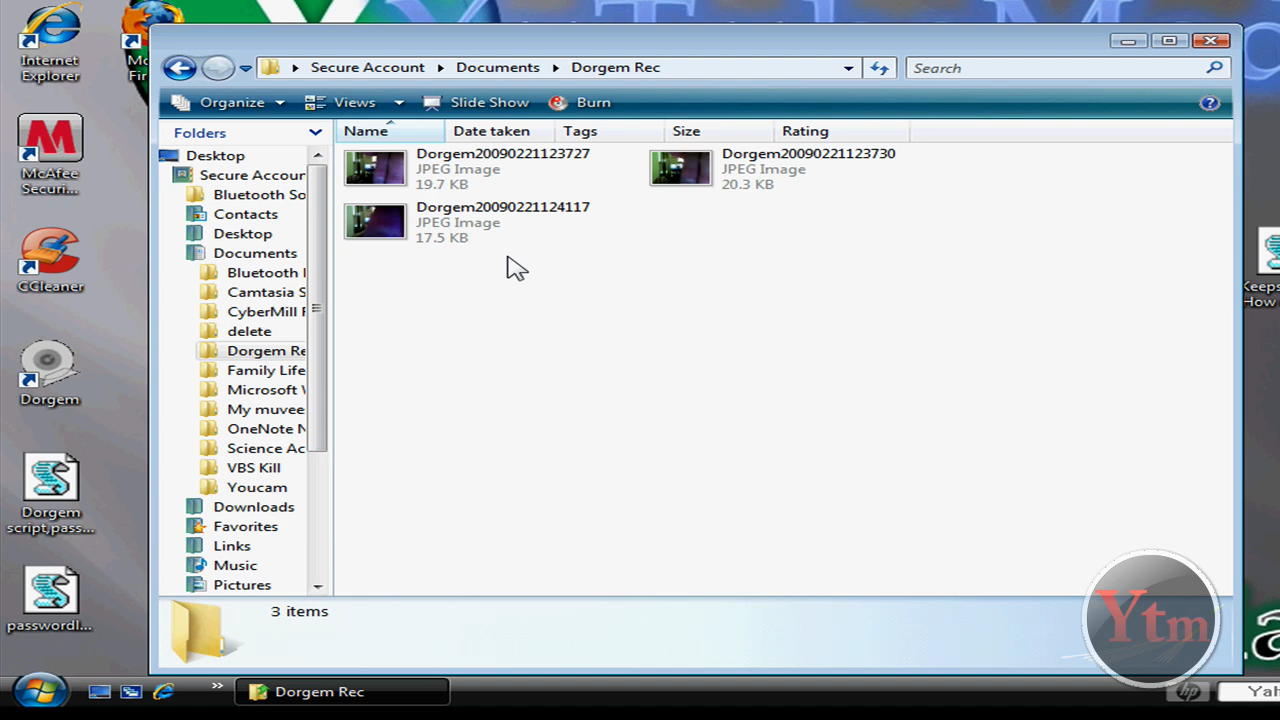 Internet
Explorer
McAfee
Securi...
CCleaner
Dorgem
Dorgem
script,pass...
passwordl...
Secure Account
Documents
Dorgem Rec
Search
Organize
Views
Slide Show
Burn
Folders
Name
Date taken
Tags
Size
Rating
Desktop
Secure Accour
Bluetooth So
Contacts
Desktop
Documents
Bluetooth
Camtasia S
CyberMill F
delete
Dorgem Re
Family Life
Microsoft
My muvee
OneNote N
Science Ac
VBS Kill
Youcam
Downloads
Favorites
Links
Music
Pictures
Dorgem20090221123727
JPEG Image
19.7 KB
Dorgem20090221123730
JPEG Image
20.3 KB
Dorgem20090221124117
JPEG Image
17.5 KB
3 items
Keeps
How
Ytm
Dorgem Rec
hp
Yah